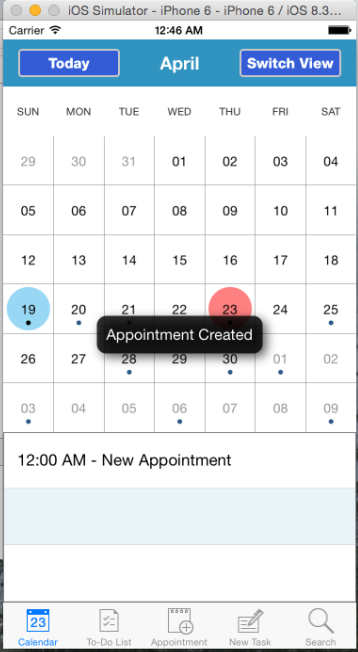 iOS Simulator - iPhone 6 - iPhone 6 / iOS 8.3...
Carrier 12:46 AM
Today April Switch View
SUN MON TUE WED THU FRI SAT
29 30 31 01 02 03 04
05 06 07 08 09 10 11
12 13 14 15 16 17 18
19 20 21 22 23 24 25
Appointment Created
26 27 28 29 30 01 02
03 04 05 06 07 08 09
12:00 AM - New Appointment
23
Calendar To-Do List Appointment New Task Search